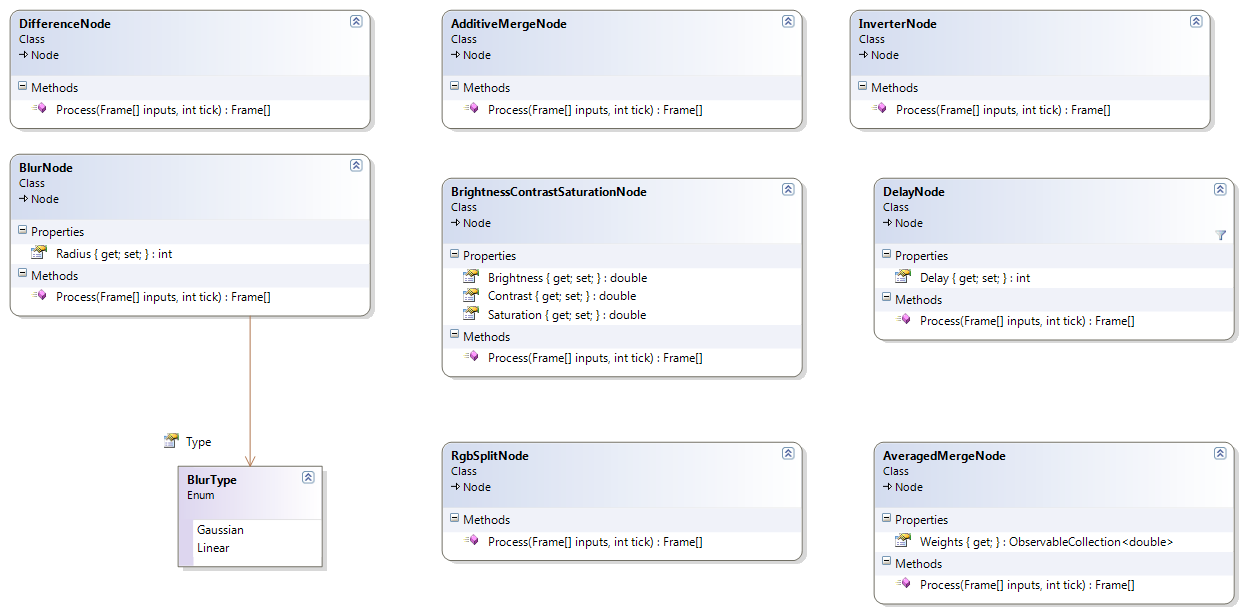 DifferenceNode
Class
Node
Methods
Process(Frame[] inputs, int tick) : Frame[]
AdditiveMergeNode
Class
Node
Methods
Process(Frame[] inputs, int tick) : Frame[]
InverterNode
Class
Node
Methods
Process(Frame[] inputs, int tick) : Frame[]
BlurNode
Class
Node
Properties
Radius { get; set; } : int
Methods
Process(Frame[] inputs, int tick) : Frame[]
BrightnessContrastSaturationNode
Class
Node
Properties
Brightness { get; set; } : double
Contrast { get; set; } : double
Saturation { get; set; } : double
Methods
Process(Frame[] inputs, int tick) : Frame[]
DelayNode
Class
Node
Properties
Delay { get; set; } : int
Methods
Process(Frame[] inputs, int tick) : Frame[]
Type
BlurType
Enum
Gaussian
Linear
RgbSplitNode
Class
Node
Methods
Process(Frame[] inputs, int tick) : Frame[]
AveragedMergeNode
Class
Node
Properties
Weights { get; } : ObservableCollection<double>
Methods
Process(Frame[] inputs, int tick) : Frame[]